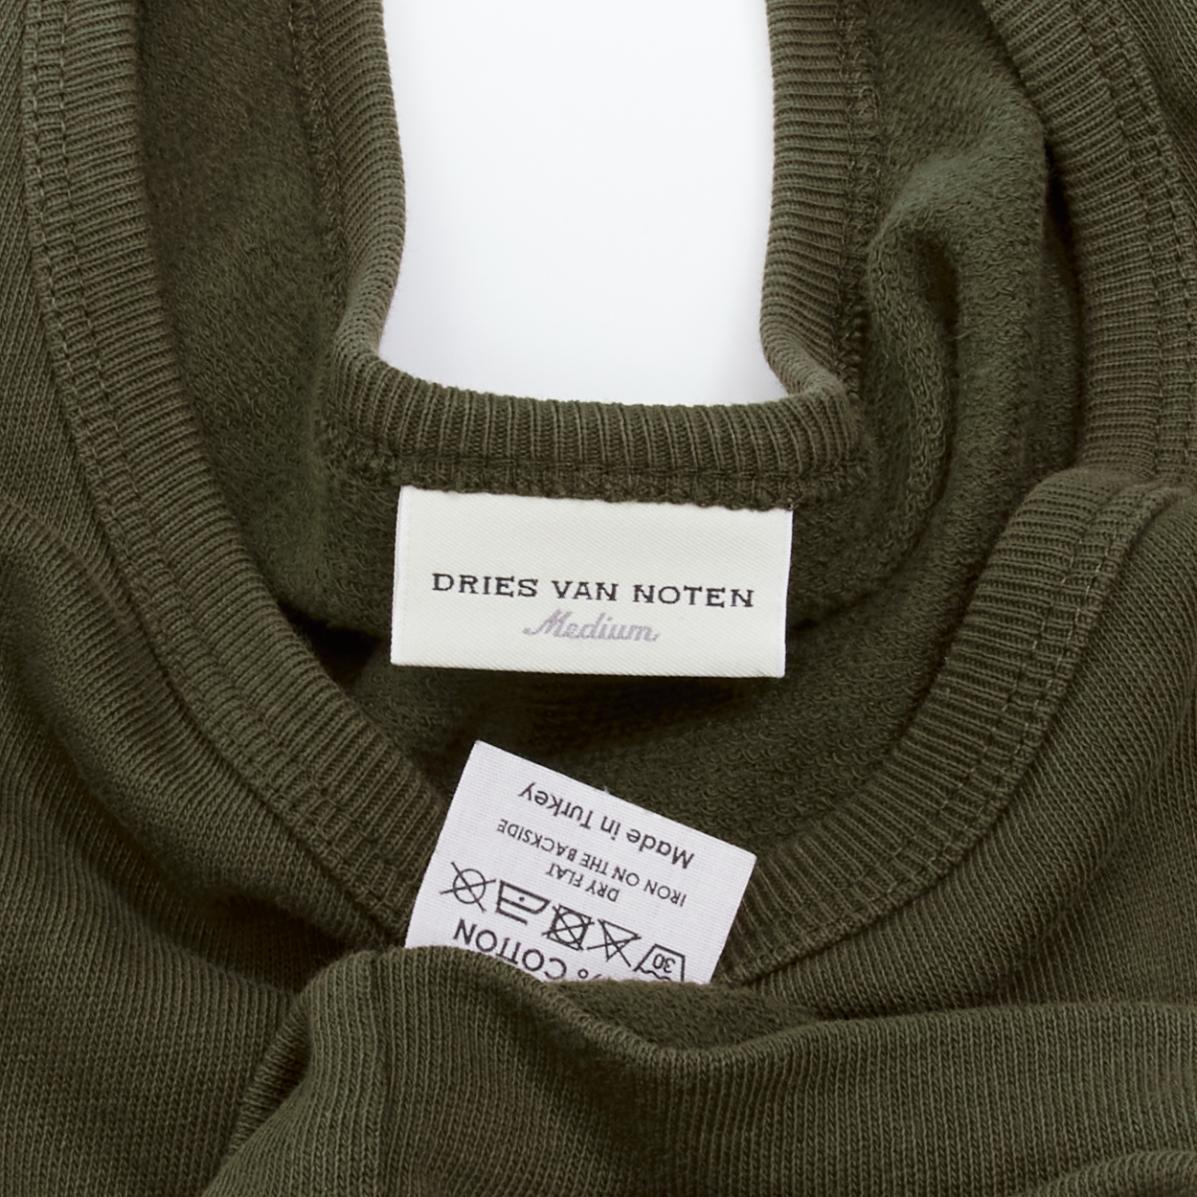 DRIES VAN NOTEN
Medium
% COTTON
30
DRY FLAT
IRON ON THE BACKSIDE
Made in Turkey